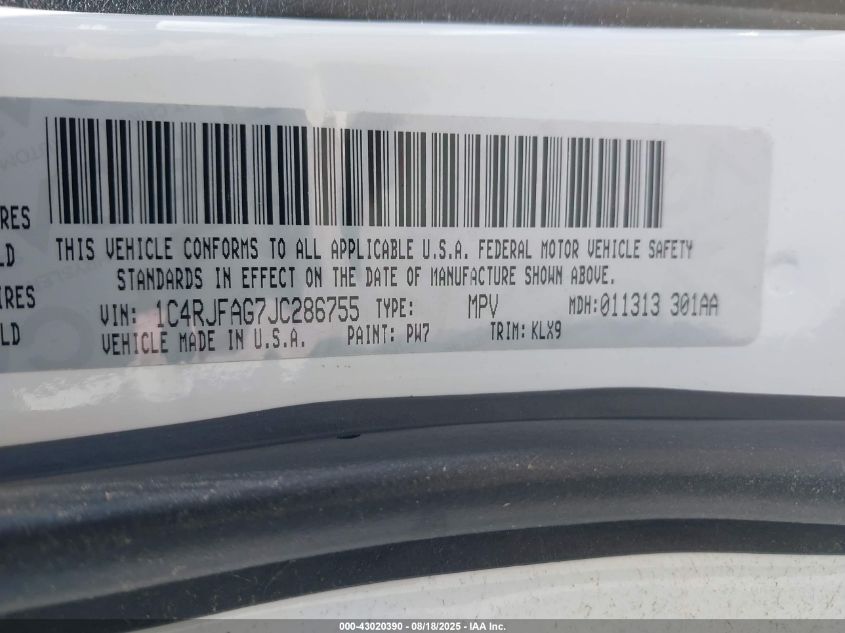 RES
LD
IRES
LD
THIS VEHICLE CONFORMS TO ALL APPLICABLE U.S.A. FEDERAL MOTOR VEHICLE SAFETY
STANDARDS IN EFFECT ON THE DATE OF MANUFACTURE SHOWN ABOVE.
VIN: 1C4RJFAG7JC286755 TYPE: MPV MDH:011313 301AA
VEHICLE MADE IN U.S.A. PAINT: PW7 TRIM: KLX9
000-43020390 - 08/18/2025 - IAA Inc.